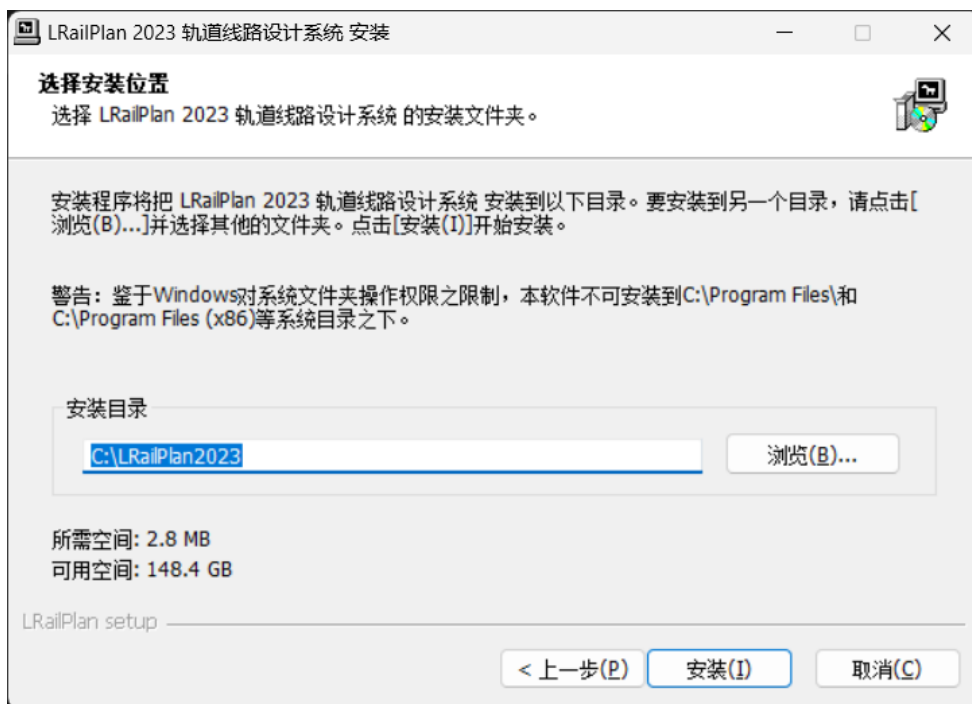 LRailPlan 2023 轨道线路设计系统 安装
选择安装位置
选择 LRailPlan 2023 轨道线路设计系统 的安装文件夹。
安装程序将把 LRailPlan 2023 轨道线路设计系统 安装到以下目录。要安装到另一个目录，请点击[
浏览(B)...]并选择其他的文件夹。点击[安装(I)]开始安装。
警告：鉴于Windows对系统文件夹操作权限之限制，本软件不可安装到C:\Program Files\和
C:\Program Files (x86)等系统目录之下。
安装目录
C:\LRailPlan2023
浏览(B)...
所需空间: 2.8 MB
可用空间: 148.4 GB
LRailPlan setup
< 上一步(P)
安装(I)
取消(C)